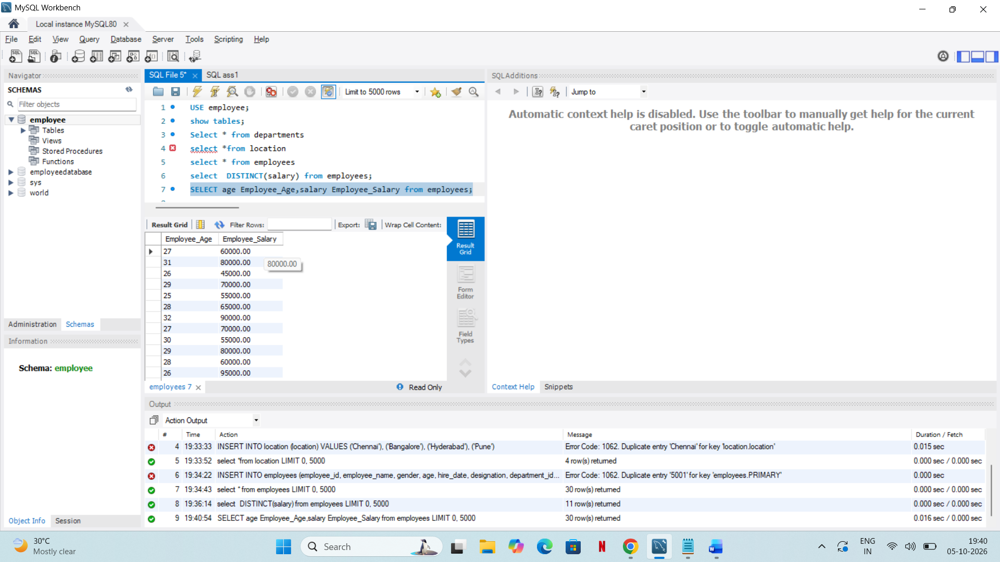 MySQL Workbench
Local instance MySQL80
File Edit View Query Database Server Tools Scripting Help
Navigator
SCHEMAS
Filter objects
employee
Tables
Views
Stored Procedures
Functions
employeedatabase
sys
world
Administration Schemas
Information
Schema: employee
Object Info Session
SQL File 5* SQL ass1
Limit to 5000 rows
1 USE employee;
2 show tables;
3 Select * from departments
4 select *from location
5 select * from employees
6 select  DISTINCT(salary) from employees;
7 SELECT age Employee_Age,salary Employee_Salary from employees;
Result Grid Filter Rows: Export: Wrap Cell Content:
Employee_Age Employee_Salary
27 60000.00
31 80000.00
80000.00
26 45000.00
29 70000.00
25 55000.00
28 65000.00
32 90000.00
27 70000.00
30 55000.00
29 80000.00
28 60000.00
26 95000.00
Result
Grid
Form
Editor
Field
Types
employees 7 Read Only
SQLAdditions
Jump to
Automatic context help is disabled. Use the toolbar to manually get help for the current
caret position or to toggle automatic help.
Context Help Snippets
Output
Action Output
# Time Action Message Duration / Fetch
4 19:33:33 INSERT INTO location (location) VALUES ('Chennai'), ('Bangalore'), ('Hyderabad'), ('Pune') Error Code: 1062. Duplicate entry 'Chennai' for key 'location.location' 0.015 sec
5 19:33:52 select *from location LIMIT 0, 5000 4 row(s) returned 0.000 sec / 0.000 sec
6 19:34:22 INSERT INTO employees (employee_id, employee_name, gender, age, hire_date, designation, department_id... Error Code: 1062. Duplicate entry '5001' for key 'employees.PRIMARY' 0.000 sec
7 19:34:43 select * from employees LIMIT 0, 5000 30 row(s) returned 0.000 sec / 0.000 sec
8 19:36:14 select  DISTINCT(salary) from employees LIMIT 0, 5000 11 row(s) returned 0.000 sec / 0.000 sec
9 19:40:54 SELECT age Employee_Age,salary Employee_Salary from employees LIMIT 0, 5000 30 row(s) returned 0.016 sec / 0.000 sec
30°C
Mostly clear
Search
ENG
IN
19:40
05-10-2026